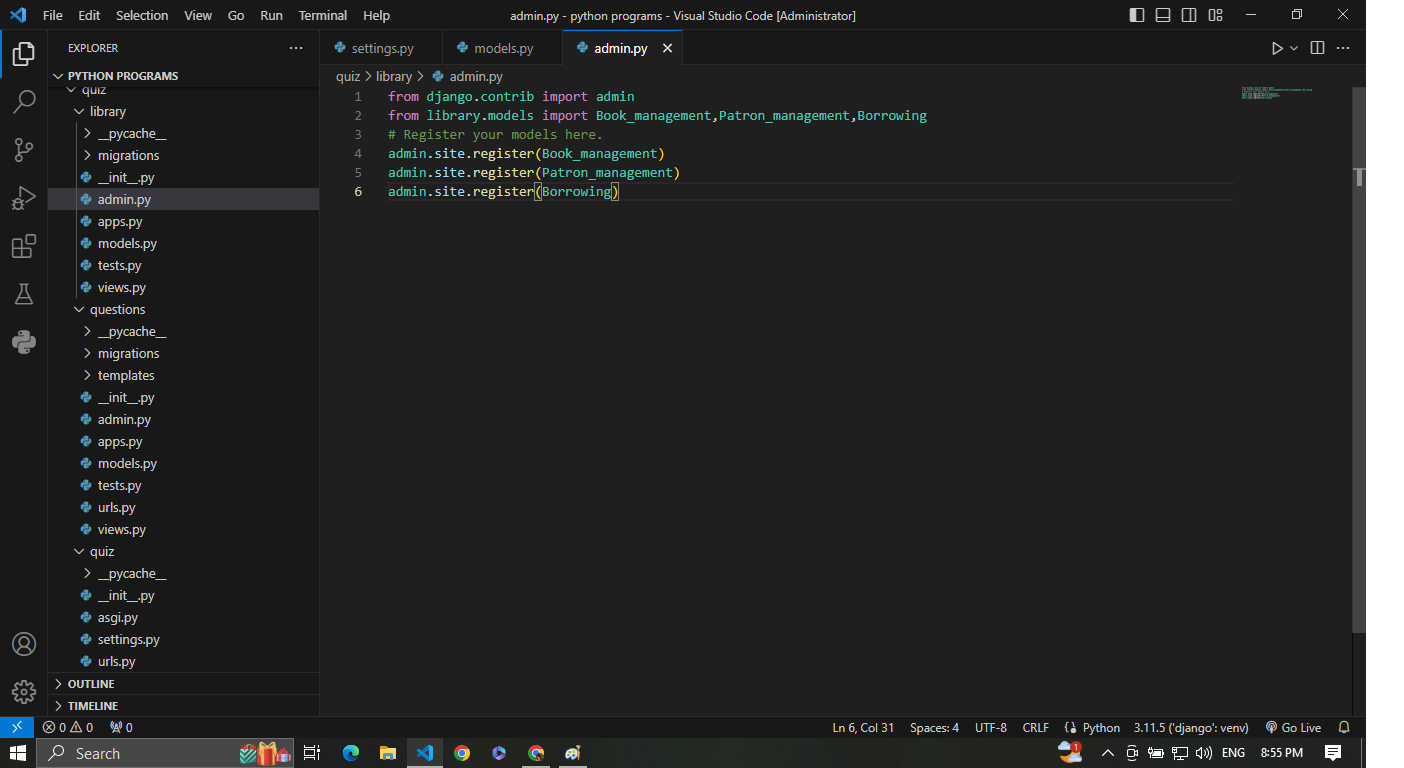 File Edit Selection View Go Run Terminal Help admin.py - python programs - Visual Studio Code [Administrator]
EXPLORER
PYTHON PROGRAMS
quiz
library
__pycache__
migrations
__init__.py
admin.py
apps.py
models.py
tests.py
views.py
questions
__pycache__
migrations
templates
__init__.py
admin.py
apps.py
models.py
tests.py
urls.py
views.py
quiz
__pycache__
__init__.py
asgi.py
settings.py
urls.py
OUTLINE
TIMELINE
settings.py models.py admin.py
quiz > library > admin.py
1 from django.contrib import admin
2 from library.models import Book_management,Patron_management,Borrowing
3 # Register your models here.
4 admin.site.register(Book_management)
5 admin.site.register(Patron_management)
6 admin.site.register(Borrowing)
0 0 0 Ln 6, Col 31 Spaces: 4 UTF-8 CRLF Python 3.11.5 ('django': venv) Go Live
Search 1 ENG 8:55 PM